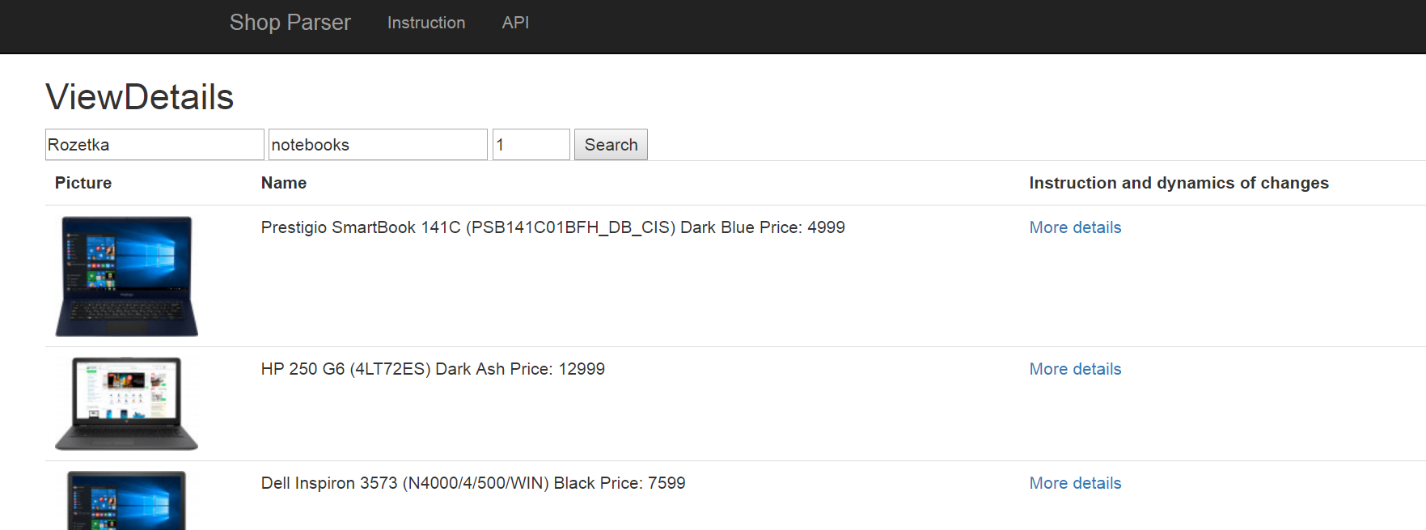 Shop Parser Instruction API
ViewDetails
Rozetka notebooks 1 Search
Picture Name Instruction and dynamics of changes
Prestigio SmartBook 141C (PSB141C01BFH_DB_CIS) Dark Blue Price: 4999 More details
HP 250 G6 (4LT72ES) Dark Ash Price: 12999 More details
Dell Inspiron 3573 (N4000/4/500/WIN) Black Price: 7599 More details